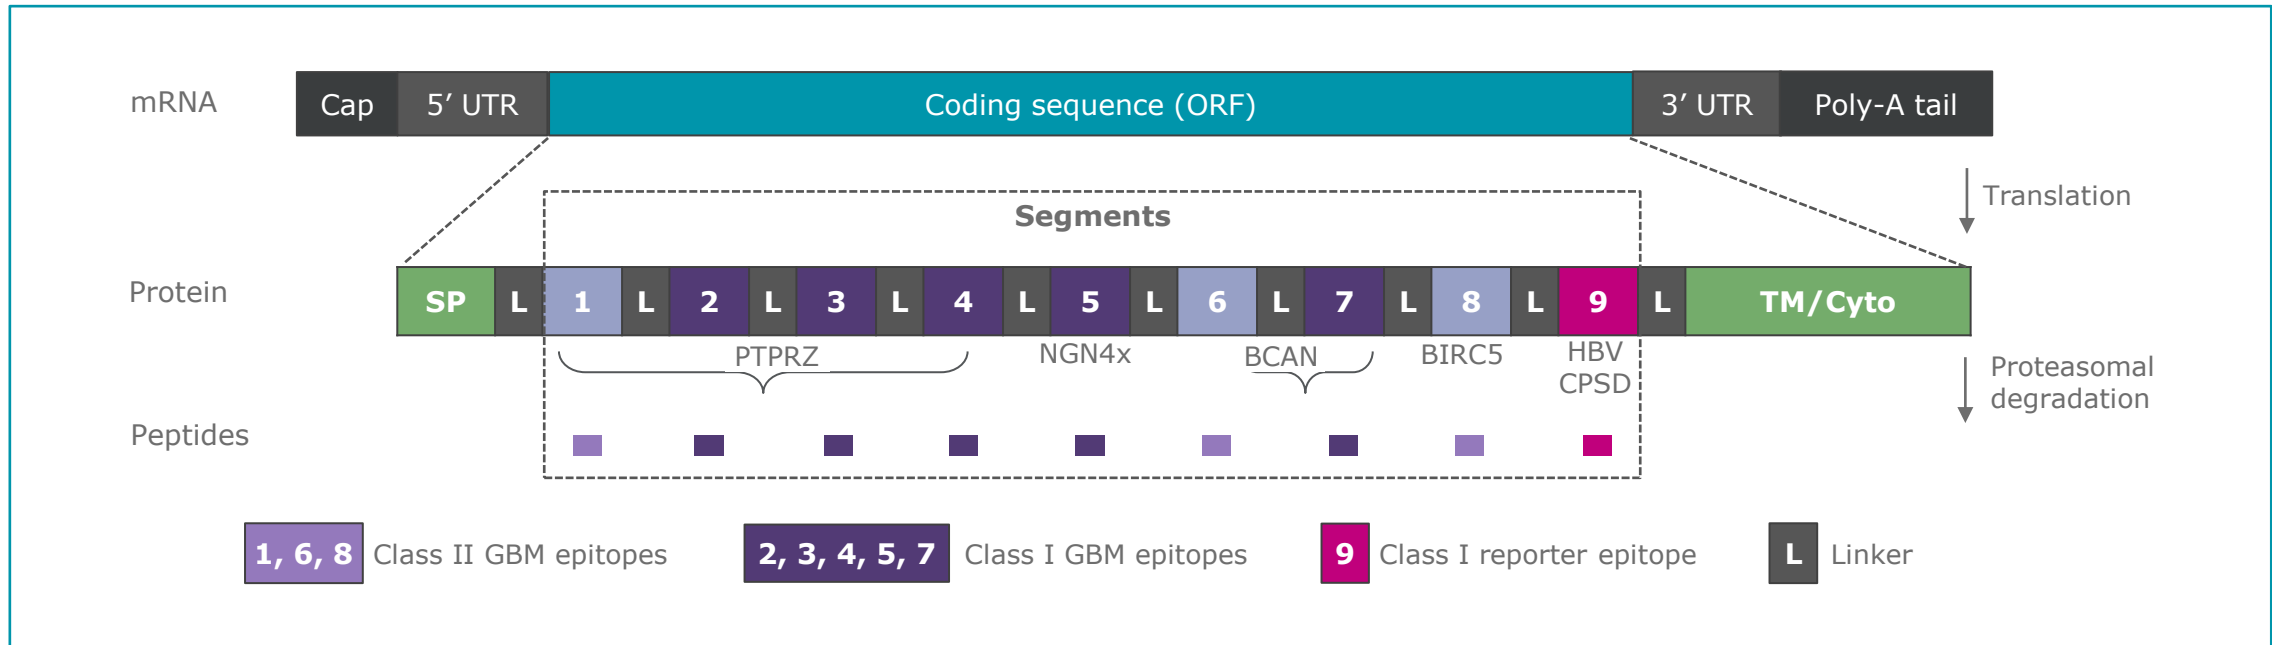 mRNA
Cap 5′ UTR Coding sequence (ORF) 3′ UTR Poly-A tail
Translation
Segments
Protein
SP L 1 L 2 L 3 L 4 L 5 L 6 L 7 L 8 L 9 L TM/Cyto
PTPRZ NGN4x BCAN BIRC5 HBV
CPSD
Proteasomal
degradation
Peptides
1, 6, 8 Class II GBM epitopes 2, 3, 4, 5, 7 Class I GBM epitopes 9 Class I reporter epitope L Linker